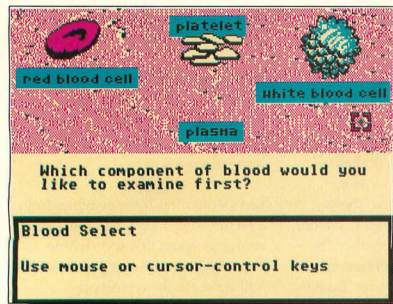 platelet
red blood cell
white blood cell
plasma
Which component of blood would you
like to examine first?
Blood Select
Use mouse or cursor-control keys